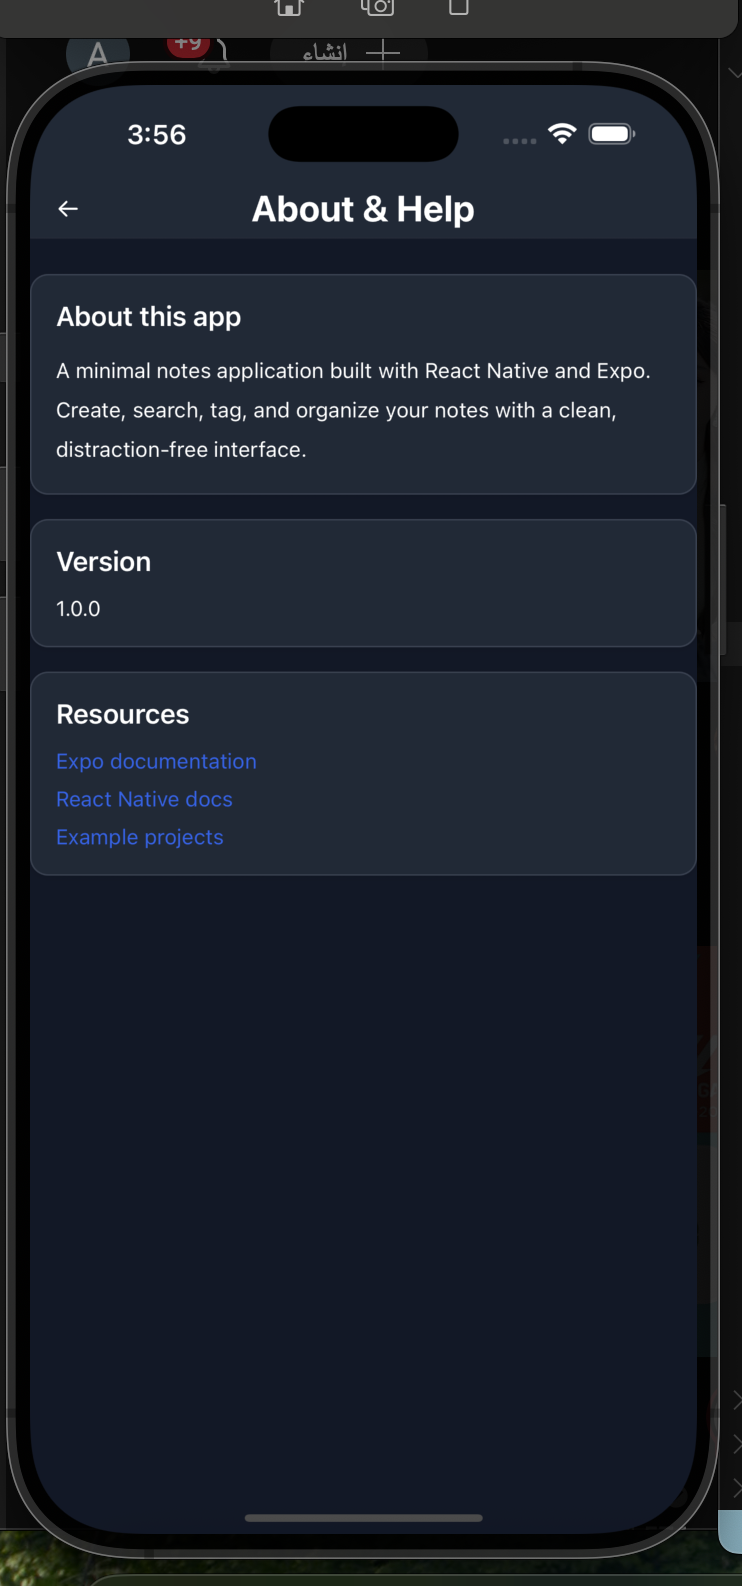 A
+9
إنشاء
3:56
About & Help
About this app
A minimal notes application built with React Native and Expo.
Create, search, tag, and organize your notes with a clean,
distraction-free interface.
Version
1.0.0
Resources
Expo documentation
React Native docs
Example projects